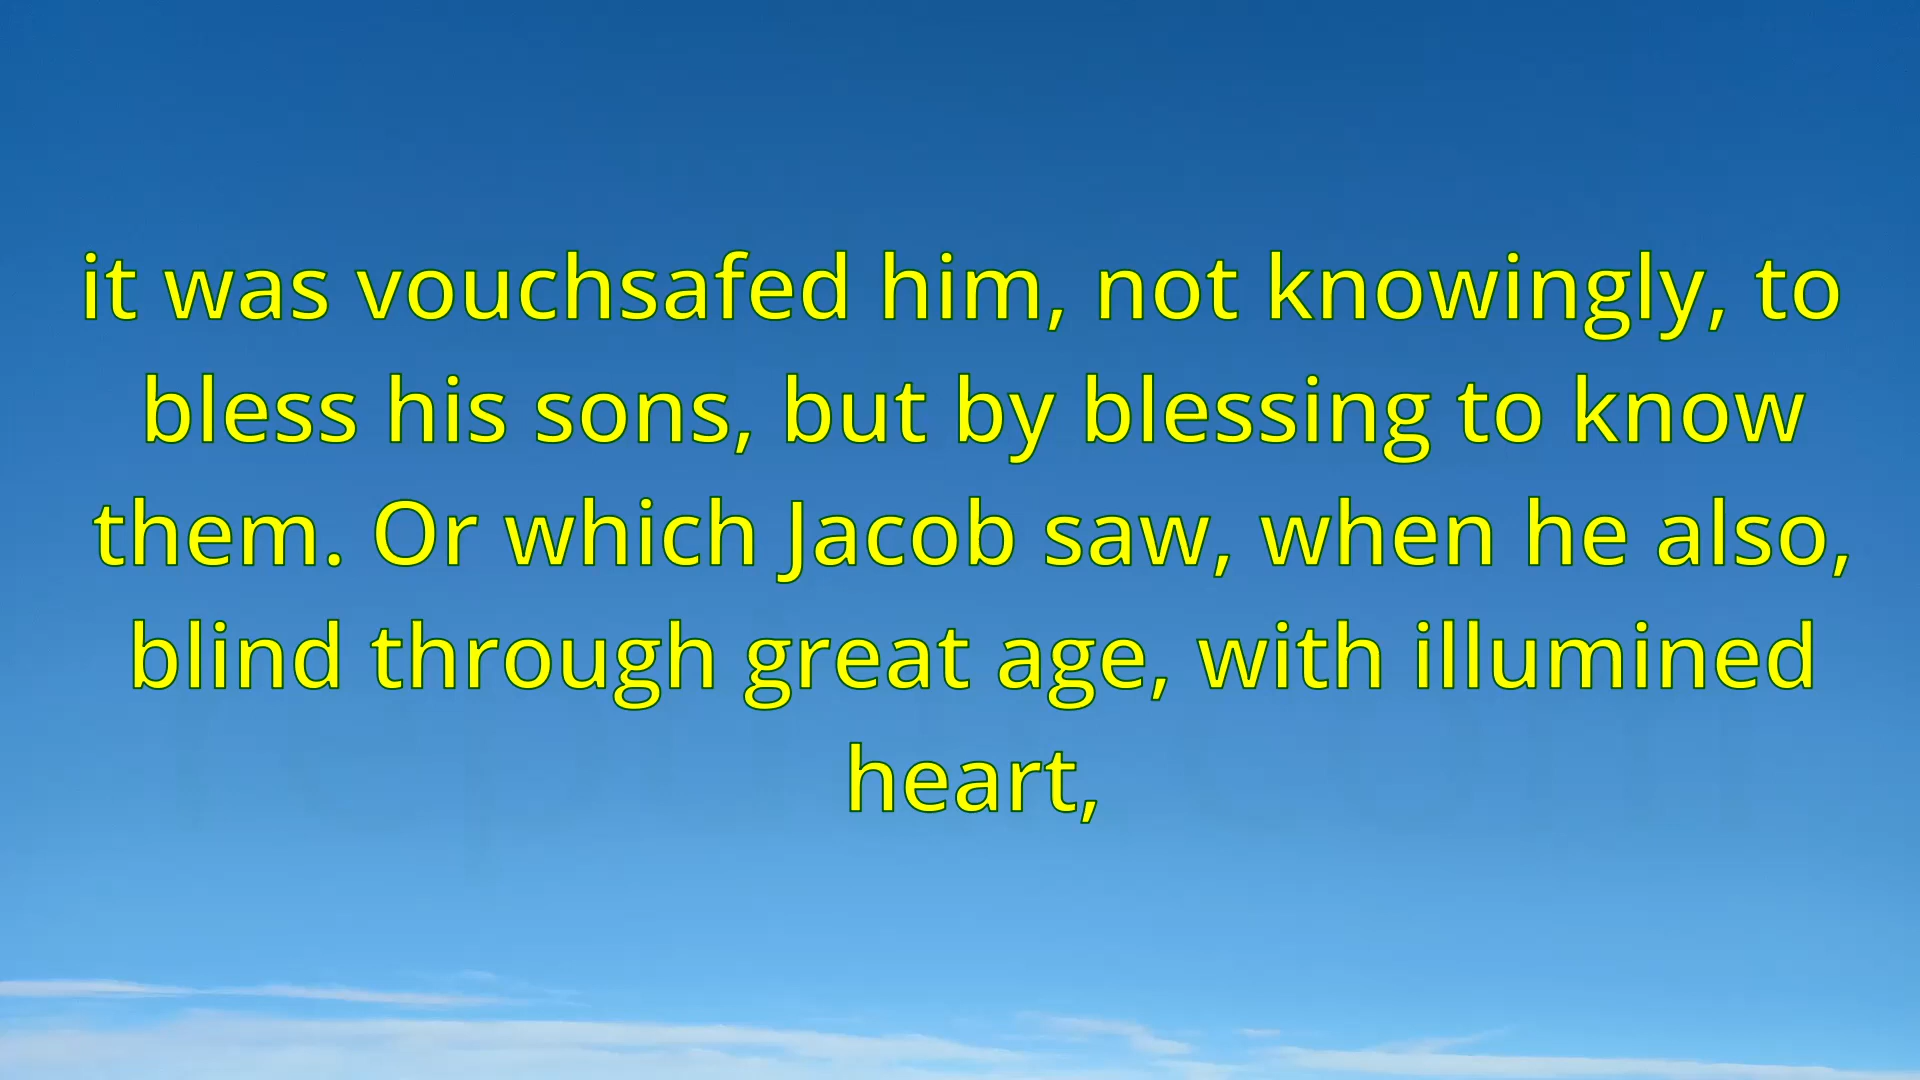 it was vouchsafed him, not knowingly, to
bless his sons, but by blessing to know
them. Or which Jacob saw, when he also,
blind through great age, with illumined
heart,